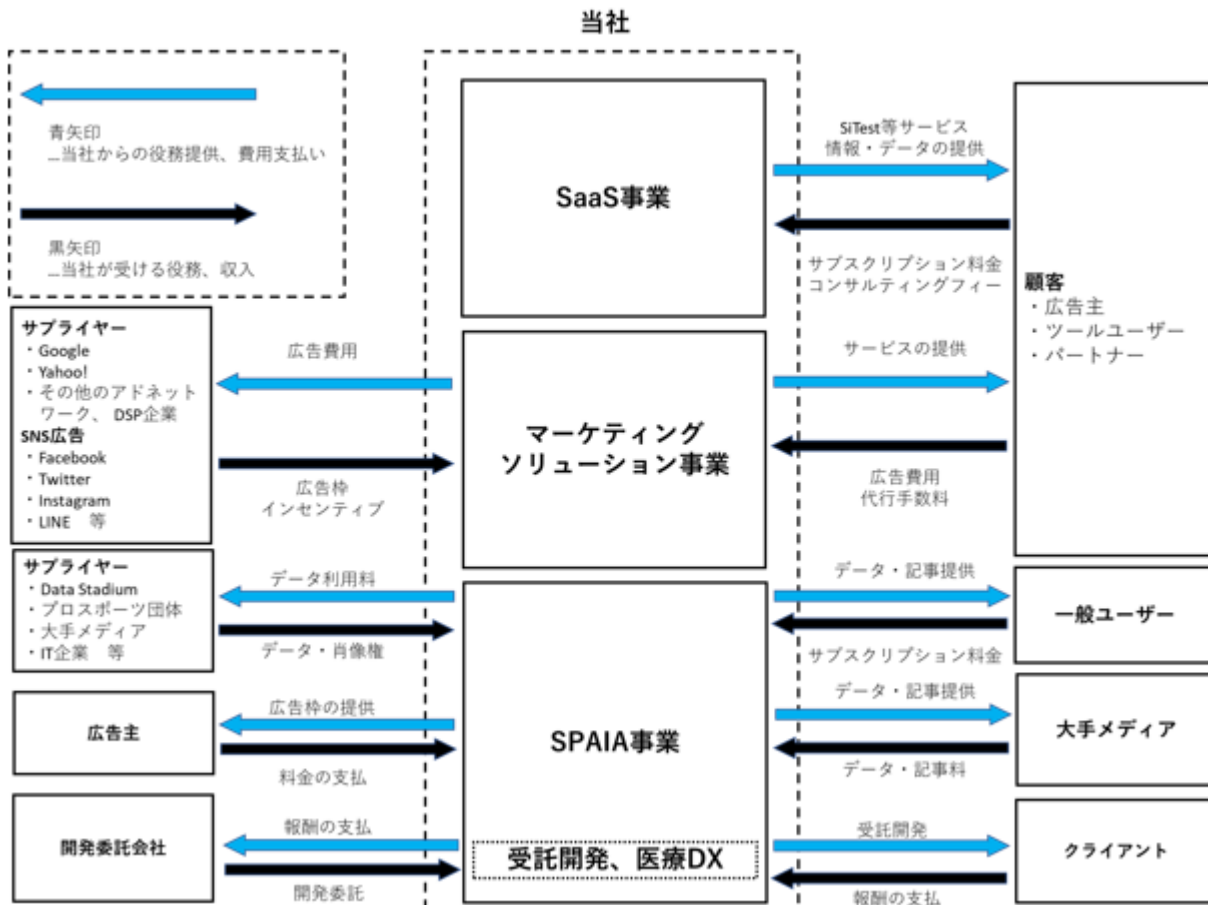 当社
青矢印
…当社からの役務提供、費用支払い
黒矢印
…当社が受ける役務、収入
SaaS事業
SiTest等サービス
情報・データの提供
サブスクリプション料金
コンサルティングフィー
顧客
・広告主
・ツールユーザー
・パートナー
サプライヤー
・Google
・Yahoo!
・その他のアドネット
ワーク、 DSP企業
SNS広告
・Facebook
・Twitter
・Instagram
・LINE 等
広告費用
広告枠
インセンティブ
マーケティング
ソリューション事業
サービスの提供
広告費用
代行手数料
サプライヤー
・Data Stadium
・プロスポーツ団体
・大手メディア
・IT企業 等
データ利用料
データ・肖像権
SPAIA事業
データ・記事提供
サブスクリプション料金
一般ユーザー
広告主
広告枠の提供
料金の支払
データ・記事提供
データ・記事料
大手メディア
開発委託会社
報酬の支払
開発委託
受託開発、医療DX
受託開発
報酬の支払
クライアント